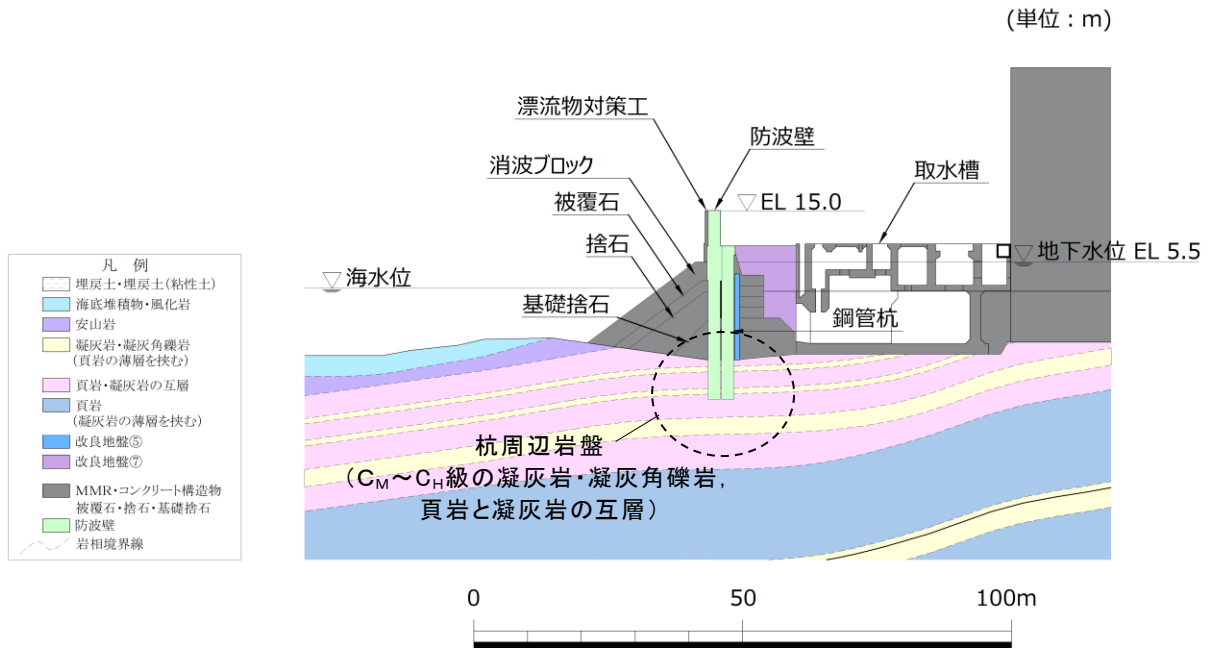 (単位：m)
漂流物対策工
防波壁
消波ブロック
取水槽
被覆石
EL 15.0
捨石
地下水位 EL 5.5
海水位
基礎捨石
鋼管杭
凡 例
埋戻土・埋戻土(粘性土)
海底堆積物・風化岩
安山岩
凝灰岩・凝灰角礫岩
(頁岩の薄層を挟む)
頁岩・凝灰岩の互層
頁岩
(凝灰岩の薄層を挟む)
改良地盤⑤
改良地盤⑦
MMR・コンクリート構造物
被覆石・捨石・基礎捨石
防波壁
岩相境界線
杭周辺岩盤
（CM～CH級の凝灰岩・凝灰角礫岩，
頁岩と凝灰岩の互層）
0 50 100m